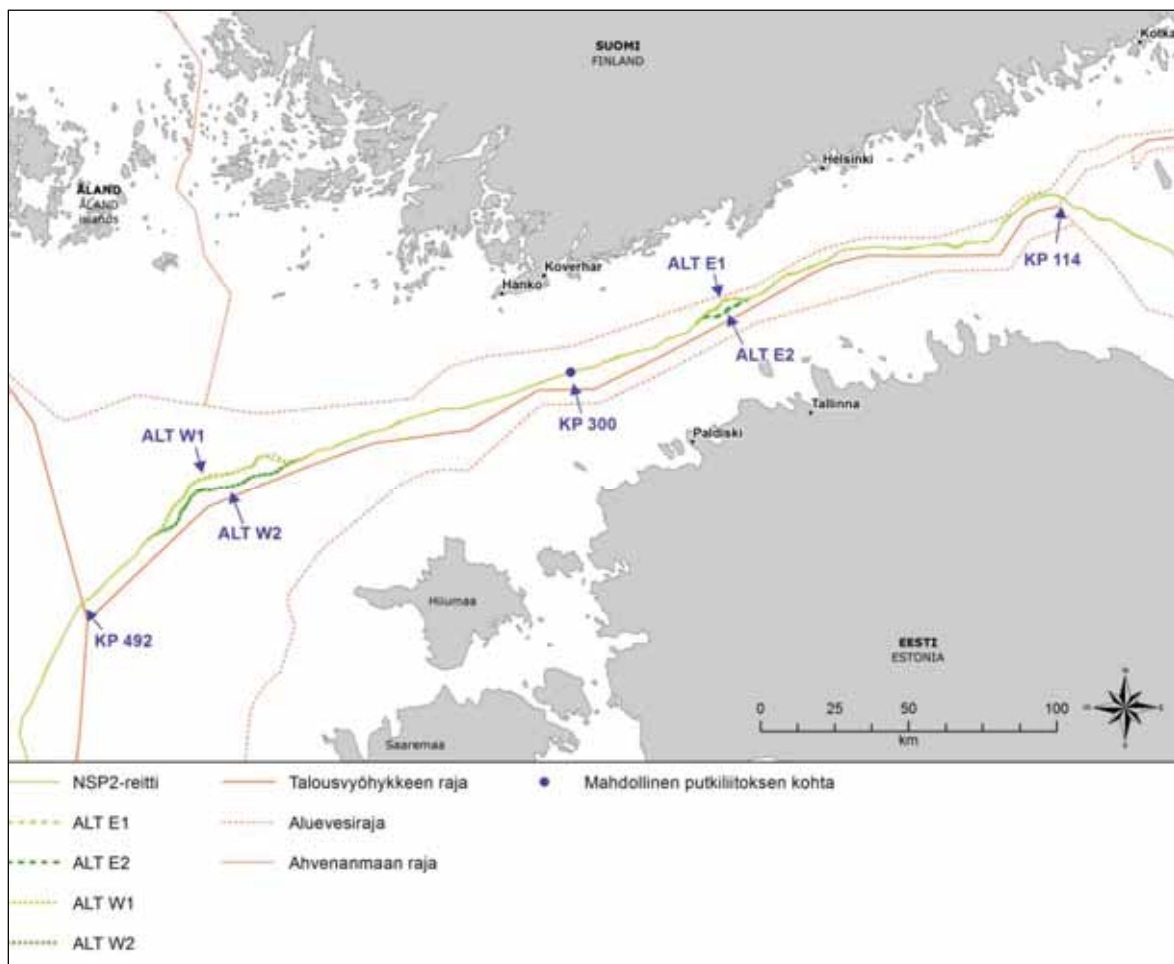 SUOMI
FINLAND
Kotka
Helsinki
ÅLAND
ÅLAND
islands
KP 114
Koverhar
Hanko
ALT E1
ALT E2
Tallinna
KP 300
Paldiski
ALT W1
ALT W2
Hiiumaa
KP 492
EESTI
ESTONIA
Saaremaa
N
W
E
S
0 25 50 100
km
NSP2-reitti
ALT E1
ALT E2
ALT W1
ALT W2
Talousvyöhykkeen raja
Aluevesiraja
Ahvenanmaan raja
Mahdollinen putkiliitoksen kohta